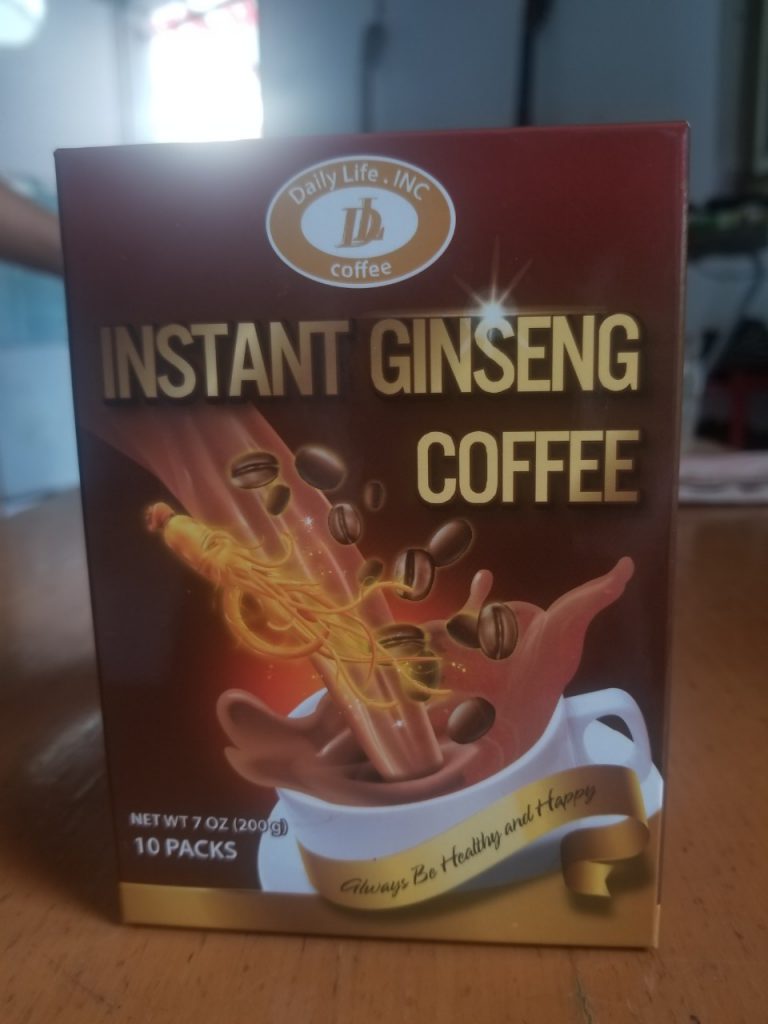 Daily Life . INC
DL
coffee
INSTANT GINSENG
COFFEE
NET WT 7 OZ (200g)
10 PACKS
Always Be Healthy and Happy